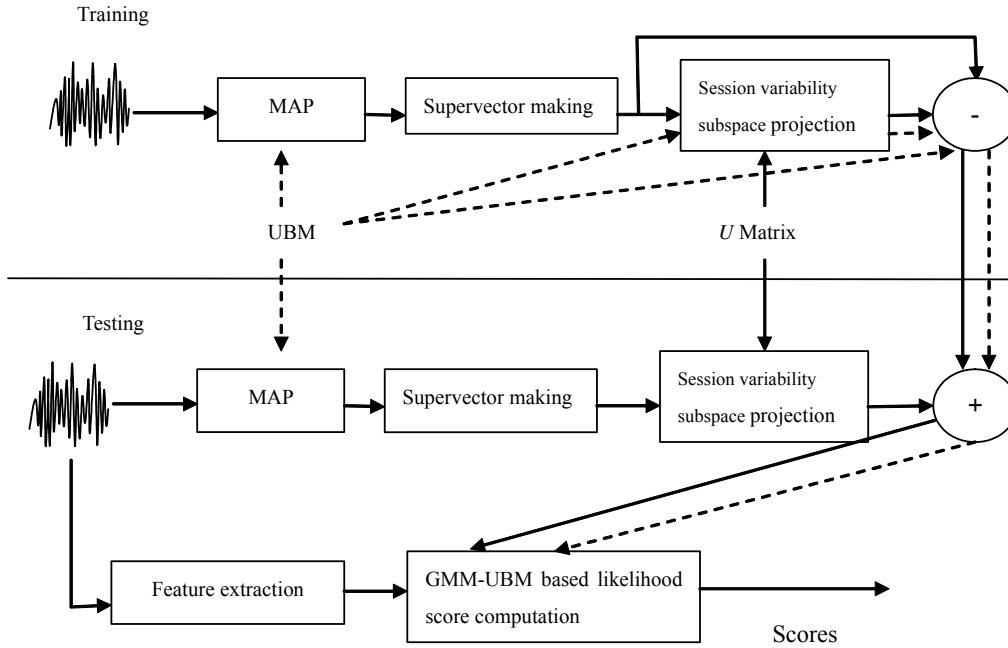 Training
MAP
Supervector making
Session variability
subspace projection
-
UBM
U Matrix
Testing
MAP
Supervector making
Session variability
subspace projection
+
Feature extraction
GMM-UBM based likelihood
score computation
Scores